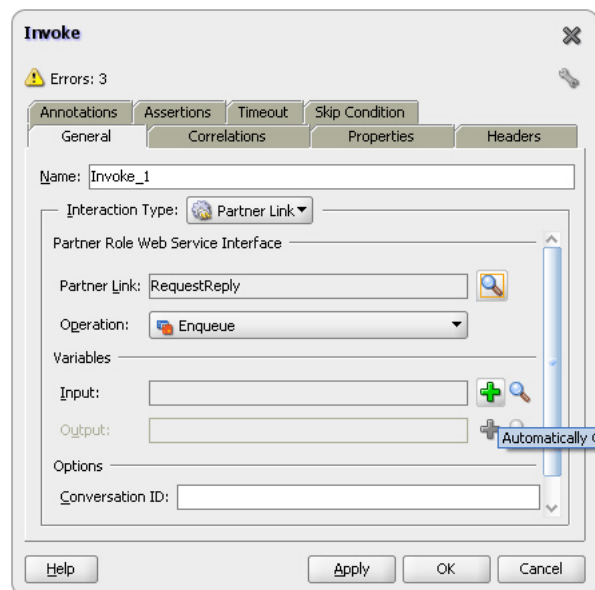 Invoke
Errors: 3
Annotations Assertions Timeout Skip Condition
General Correlations Properties Headers
Name: Invoke_1
Interaction Type: Partner Link
Partner Role Web Service Interface
Partner Link: RequestReply
Operation: Enqueue
Variables
Input:
Output:
Automatically
Options
Conversation ID:
Help Apply OK Cancel